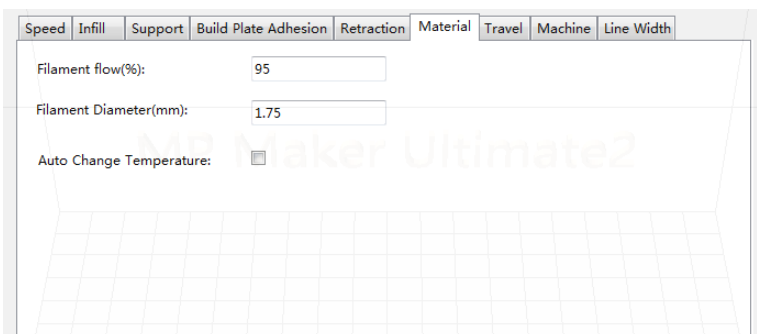 Speed Infill Support Build Plate Adhesion Retraction Material Travel Machine Line Width
Filament flow(%): 95
Filament Diameter(mm): 1.75
MP Maker Ultimate2
Auto Change Temperature: